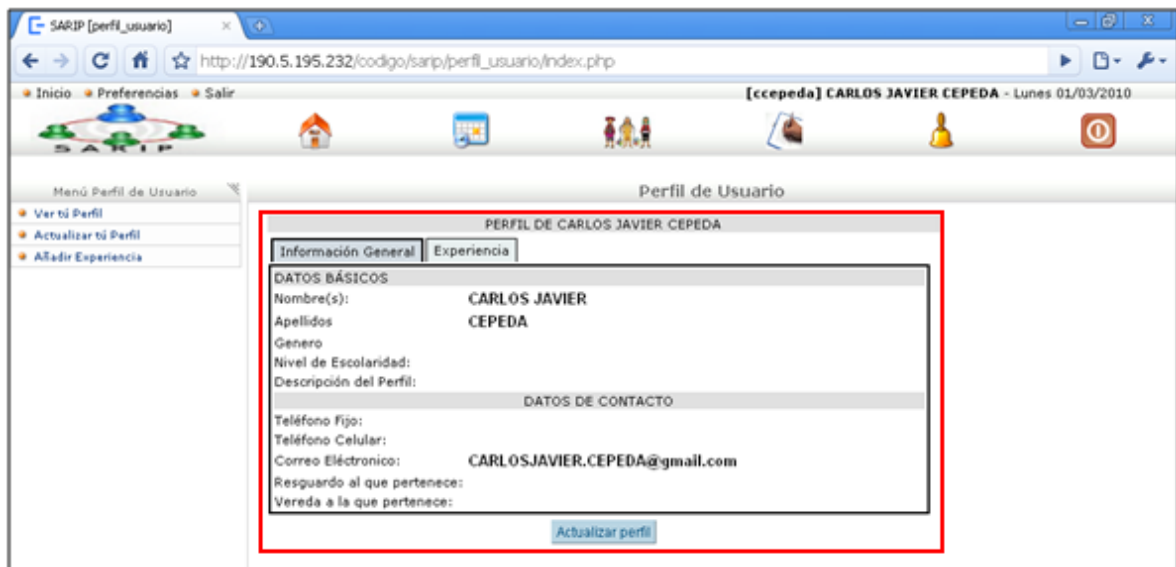 SARIP [perfil_usuario]
http://190.5.195.232/codigo/sarip/perfil_usuario/index.php
Inicio Preferencias Salir
[ccepeda] CARLOS JAVIER CEPEDA - Lunes 01/03/2010
SARIP
Menú Perfil de Usuario
Perfil de Usuario
Ver tú Perfil
Actualizar tú Perfil
Añadir Experiencia
PERFIL DE CARLOS JAVIER CEPEDA
Información General Experiencia
DATOS BÁSICOS
Nombre(s): CARLOS JAVIER
Apellidos CEPEDA
Genero
Nivel de Escolaridad:
Descripción del Perfil:
DATOS DE CONTACTO
Teléfono Fijo:
Teléfono Celular:
Correo Eléctronico: CARLOSJAVIER.CEPEDA@gmail.com
Resguardo al que pertenece:
Vereda a la que pertenece:
Actualizar perfil